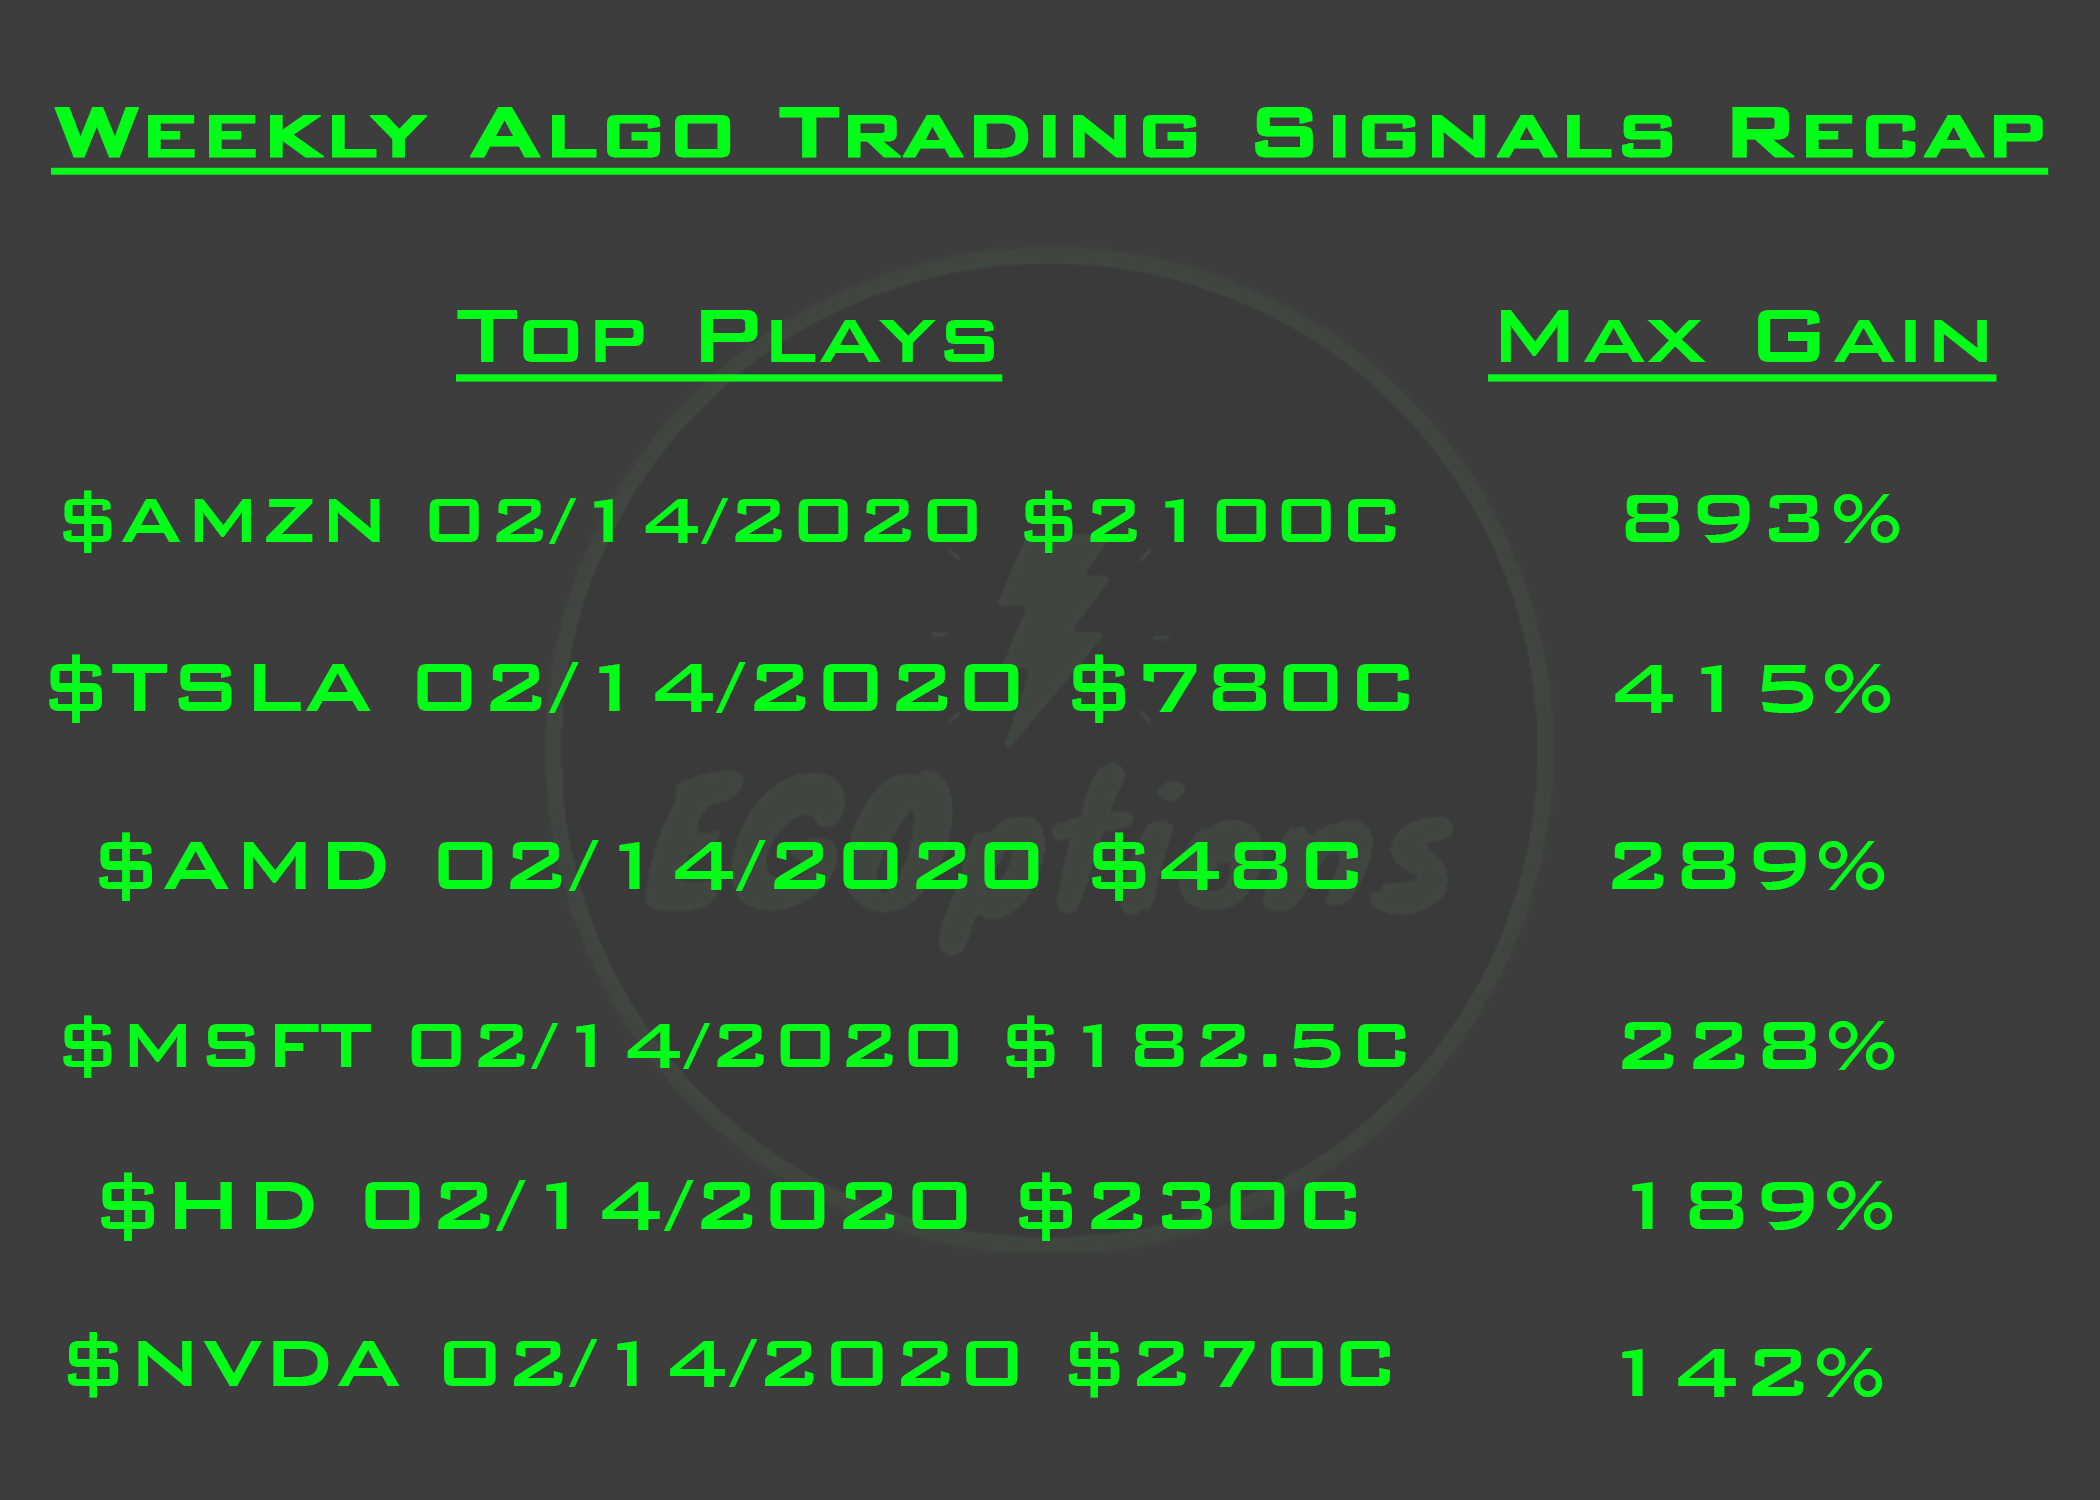 Weekly Algo Trading Signals Recap
Top Plays Max Gain
$AMZN 02/14/2020 $2100C 893%
$TSLA 02/14/2020 $780C 415%
EGOptions
$AMD 02/14/2020 $48C 289%
$MSFT 02/14/2020 $182.5C 228%
$HD 02/14/2020 $230C 189%
$NVDA 02/14/2020 $270C 142%